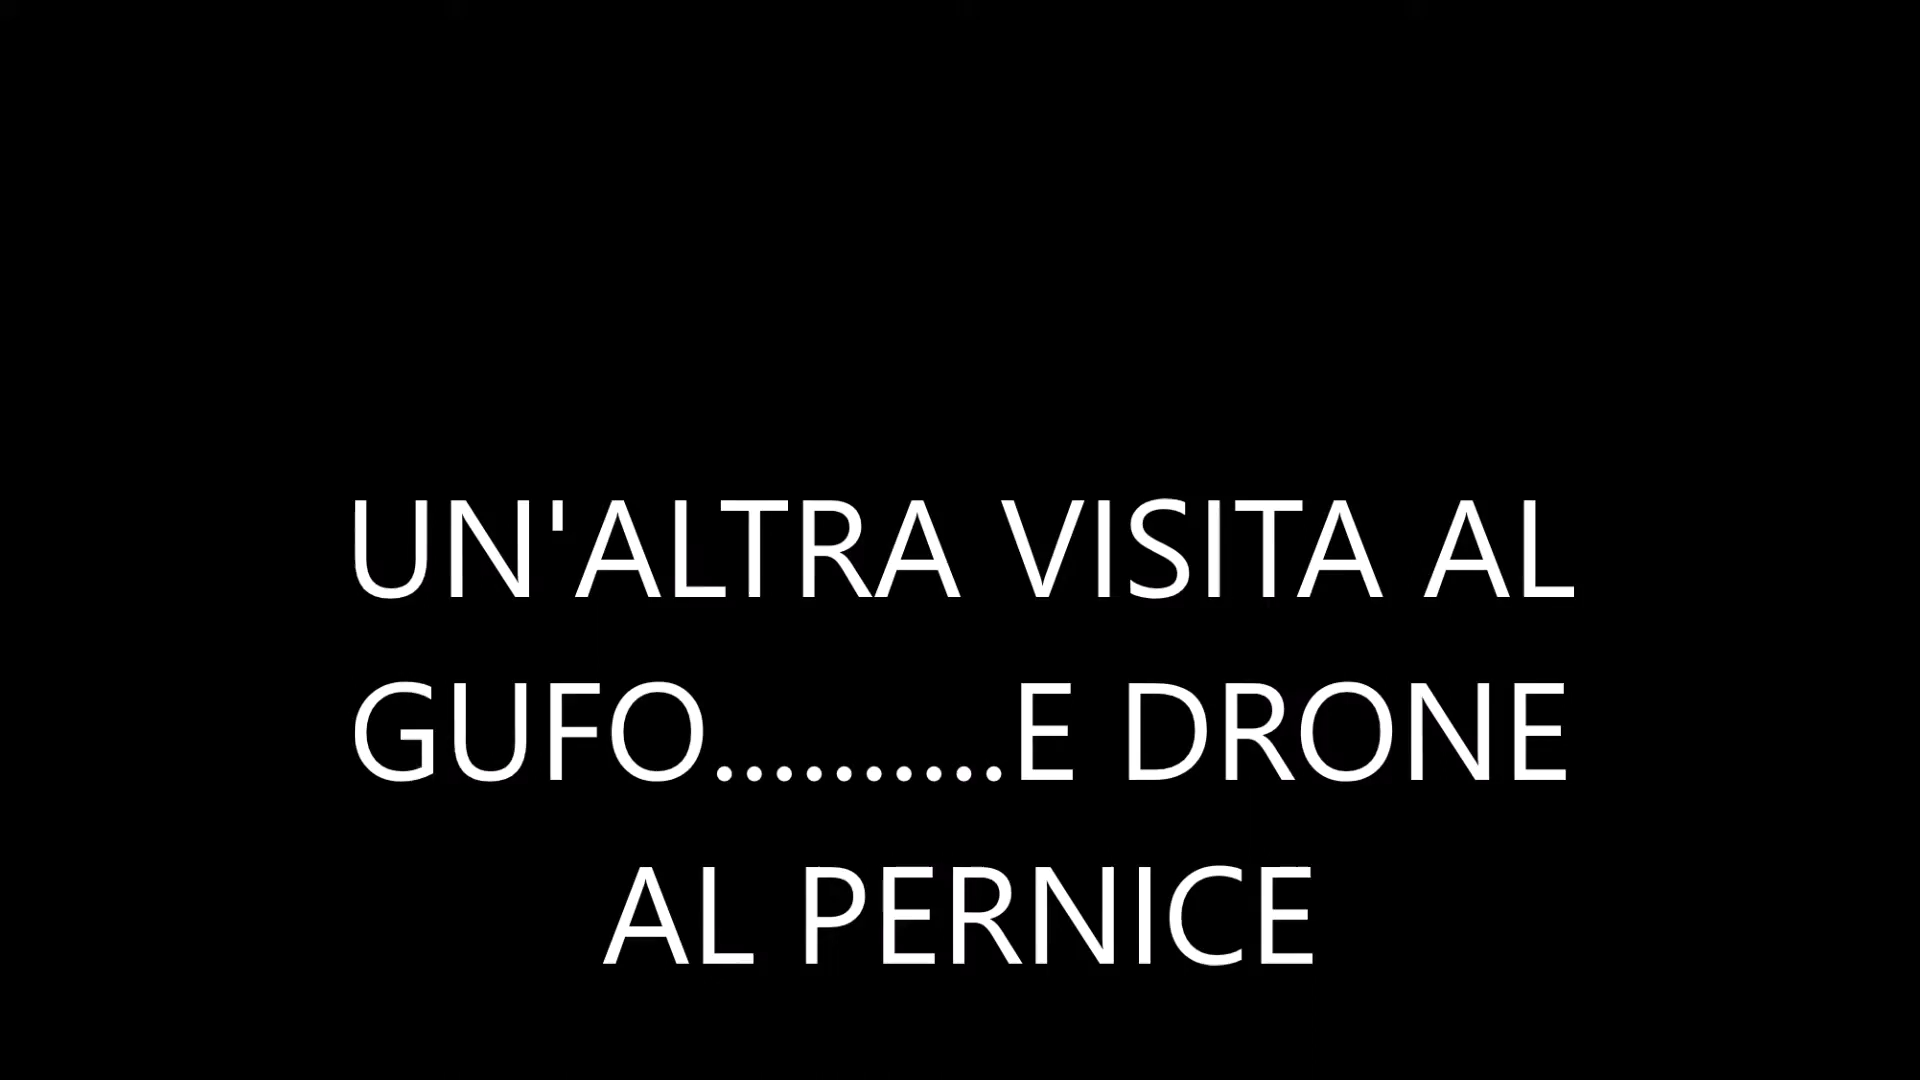 UN'ALTRA VISITA AL
GUFO..........E DRONE
AL PERNICE